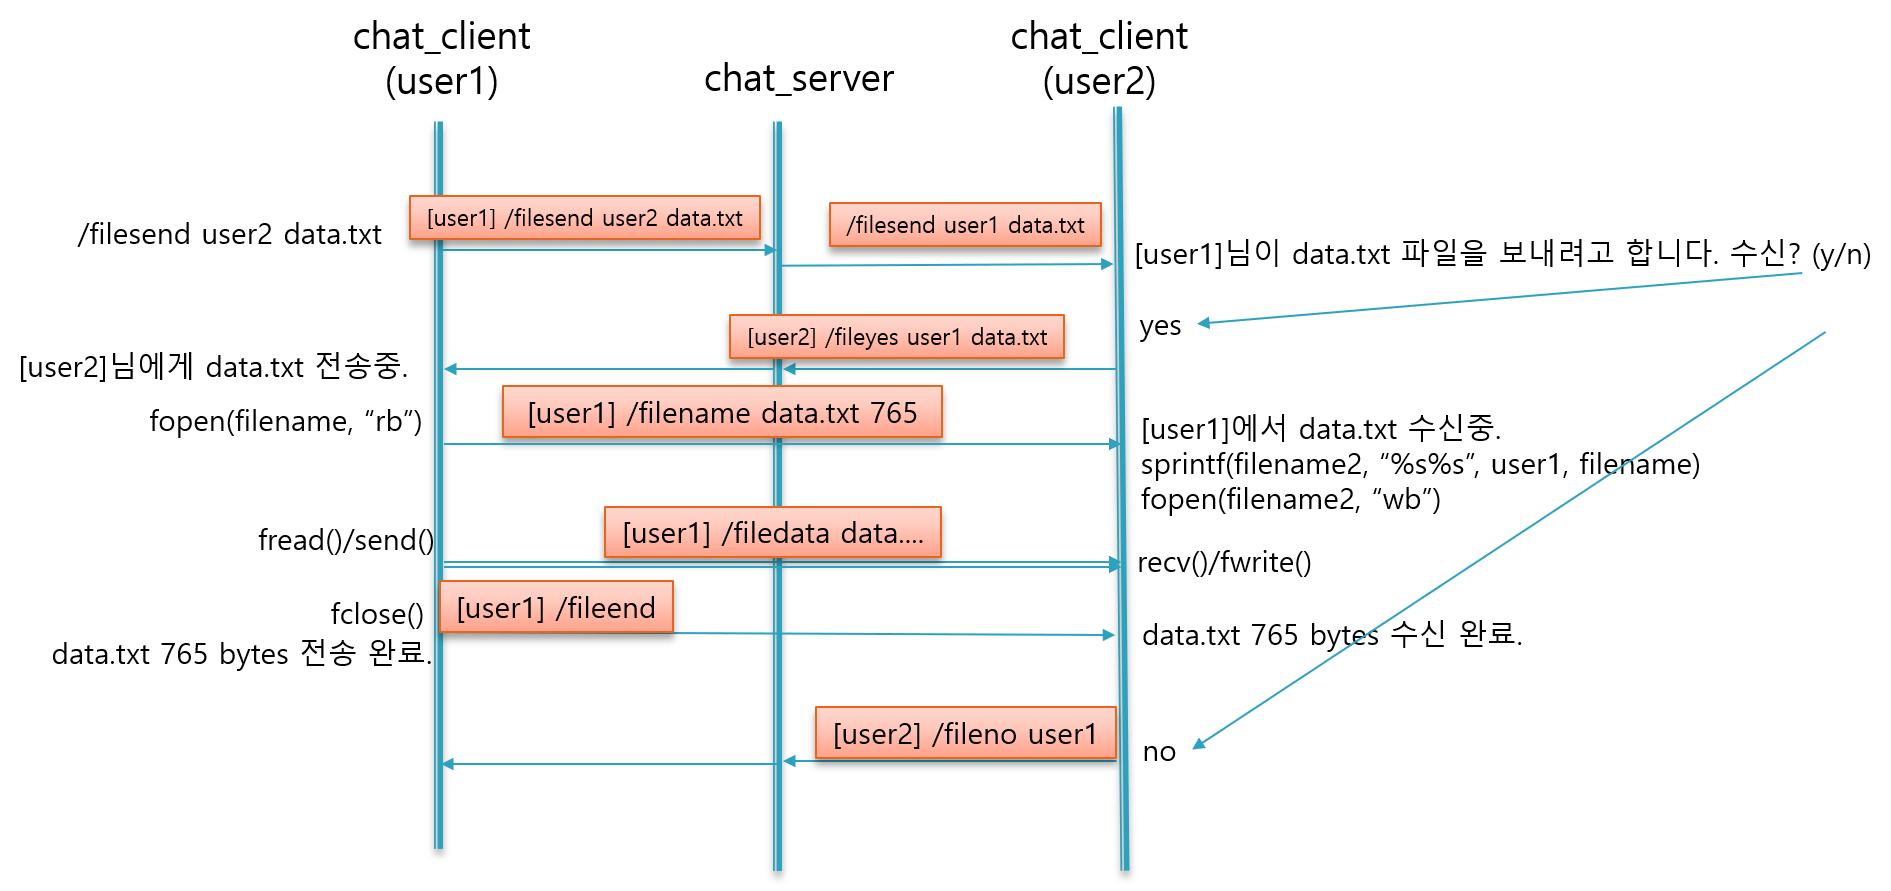 chat_client
(user1)
chat_server
chat_client
(user2)
/filesend user2 data.txt
[user1] /filesend user2 data.txt
/filesend user1 data.txt
[user1]님이 data.txt 파일을 보내려고 합니다. 수신? (y/n)
yes
[user2] /fileyes user1 data.txt
[user2]님에게 data.txt 전송중.
fopen(filename, “rb”)
[user1] /filename data.txt 765
[user1]에서 data.txt 수신중.
sprintf(filename2, “%s%s”, user1, filename)
fopen(filename2, “wb”)
fread()/send()
[user1] /filedata data....
recv()/fwrite()
fclose()
[user1] /fileend
data.txt 765 bytes 전송 완료.
data.txt 765 bytes 수신 완료.
[user2] /fileno user1
no